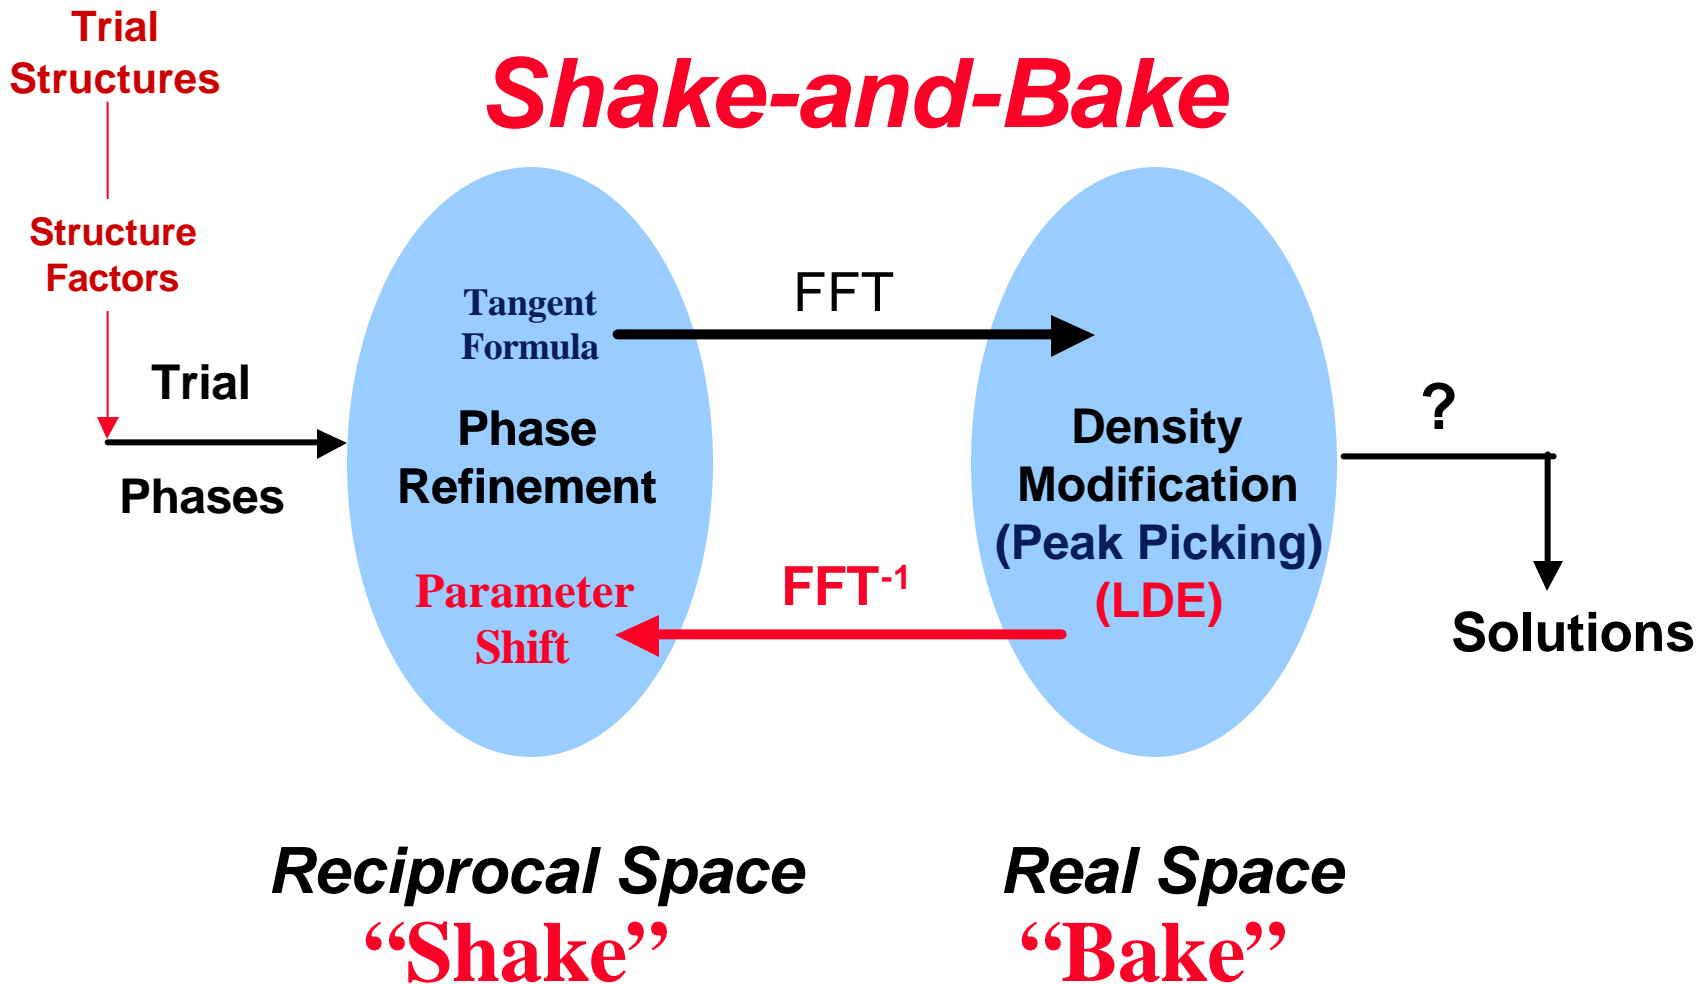 Trial
Structures
Shake-and-Bake
Structure
Factors
Trial
Phases
Tangent
Formula
Phase
Refinement
Parameter
Shift
FFT
FFT-1
Density
Modification
(Peak Picking)
(LDE)
?
Solutions
Reciprocal Space
“Shake”
Real Space
“Bake”